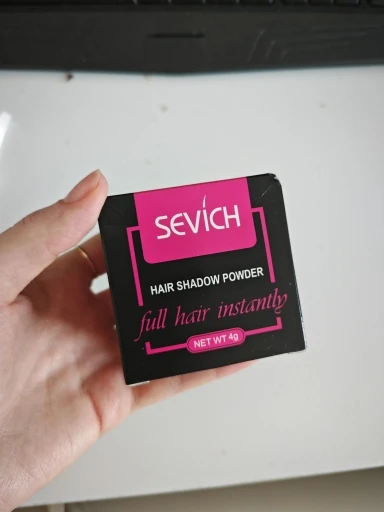 SEVICH
HAIR SHADOW POWDER
full hair instantly
NET WT 4g